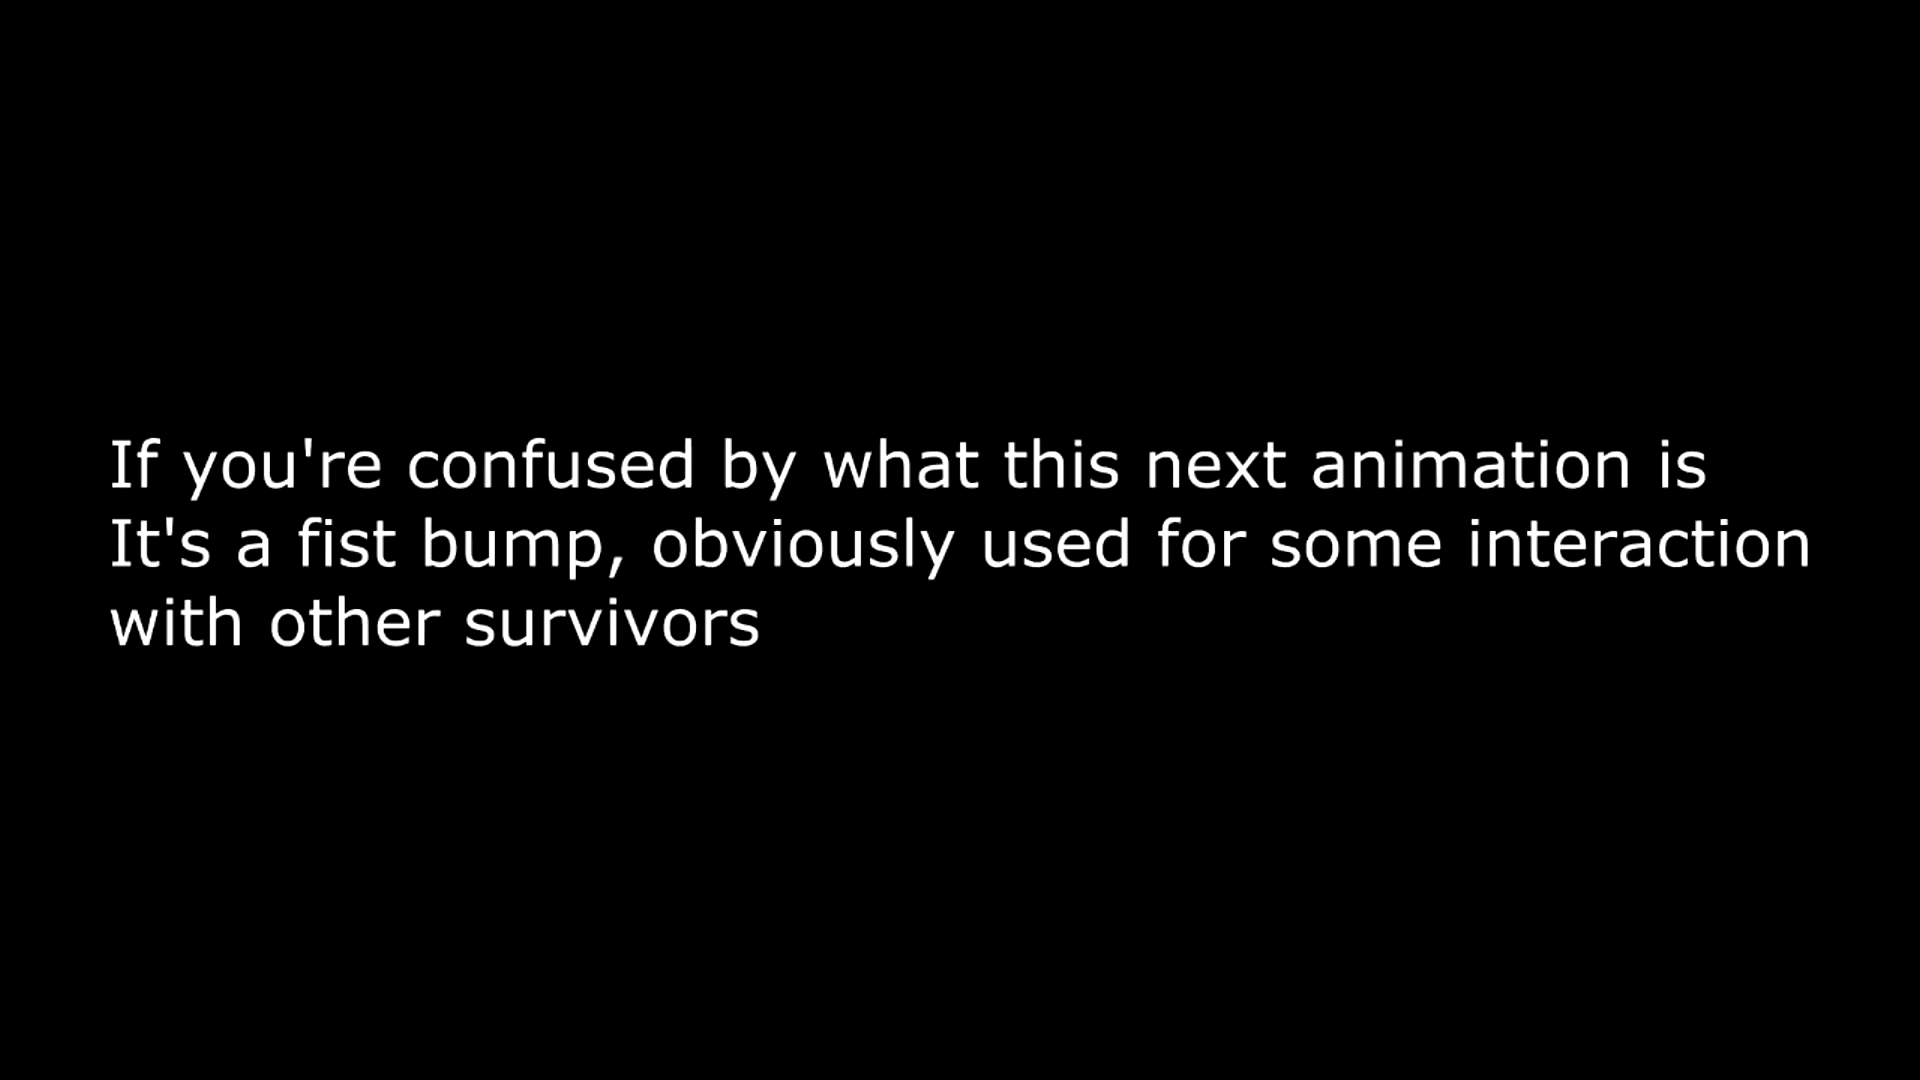 If you're confused by what this next animation is
It's a fist bump, obviously used for some interaction
with other survivors